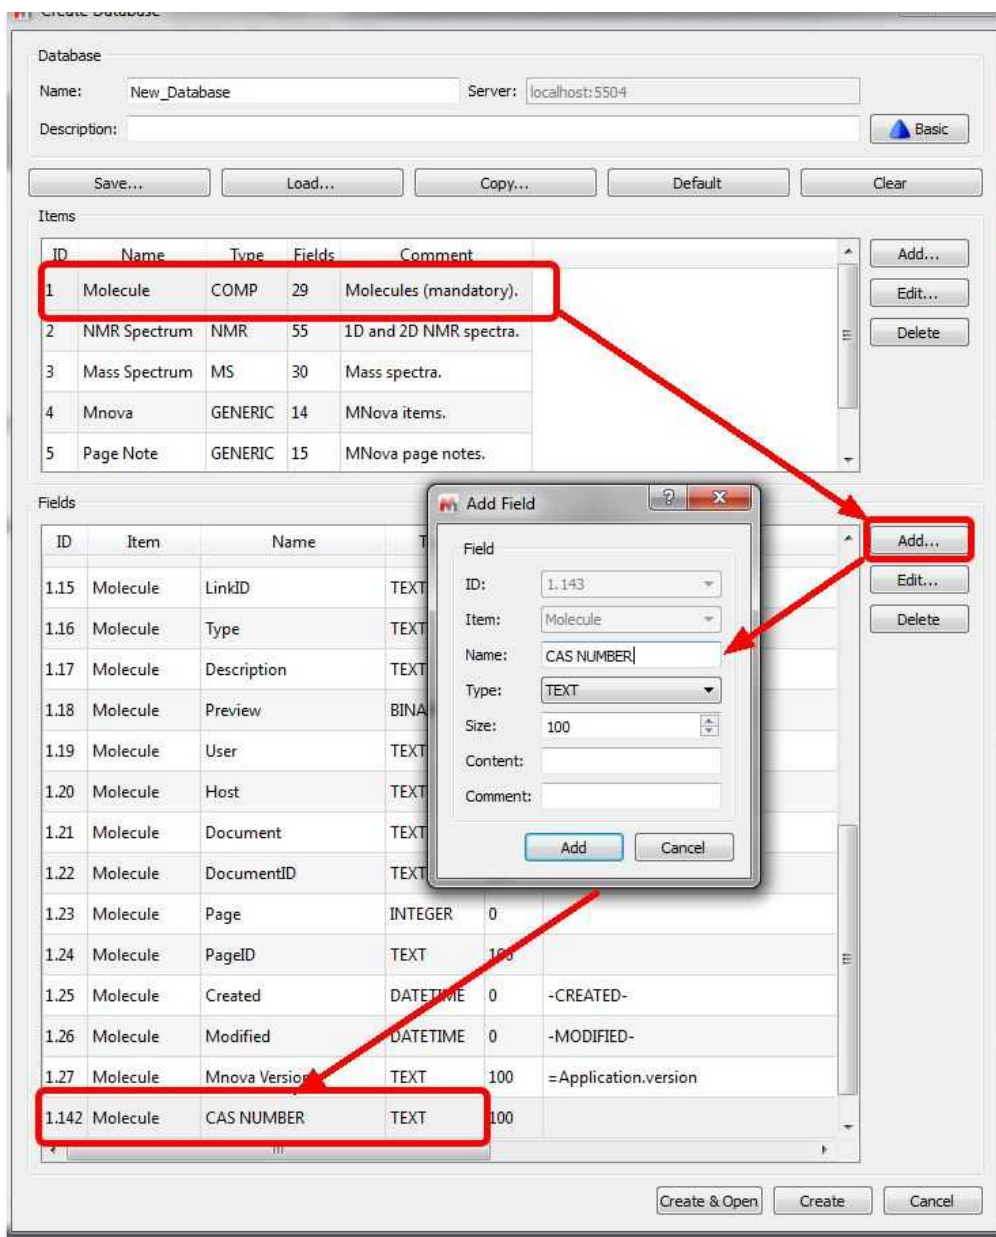 Create Database
Database
Name: New_Database Server: localhost:5504
Description: Basic
Save... Load... Copy... Default Clear
Items
ID Name Type Fields Comment Add...
1 Molecule COMP 29 Molecules (mandatory). Edit...
2 NMR Spectrum NMR 55 1D and 2D NMR spectra. Delete
3 Mass Spectrum MS 30 Mass spectra.
4 Mnova GENERIC 14 MNova items.
5 Page Note GENERIC 15 MNova page notes.
Fields
ID Item Name T Add...
1.15 Molecule LinkID TEXT Edit...
1.16 Molecule Type TEXT Delete
1.17 Molecule Description TEXT
1.18 Molecule Preview BINA
1.19 Molecule User TEXT
1.20 Molecule Host TEXT
1.21 Molecule Document TEXT
1.22 Molecule DocumentID TEXT
1.23 Molecule Page INTEGER 0
1.24 Molecule PageID TEXT 100
1.25 Molecule Created DATETIME 0 -CREATED-
1.26 Molecule Modified DATETIME 0 -MODIFIED-
1.27 Molecule Mnova Version TEXT 100 =Application.version
1.142 Molecule CAS NUMBER TEXT 100
Add Field
Field
ID: 1.143
Item: Molecule
Name: CAS NUMBER
Type: TEXT
Size: 100
Content:
Comment:
Add Cancel
Create & Open Create Cancel